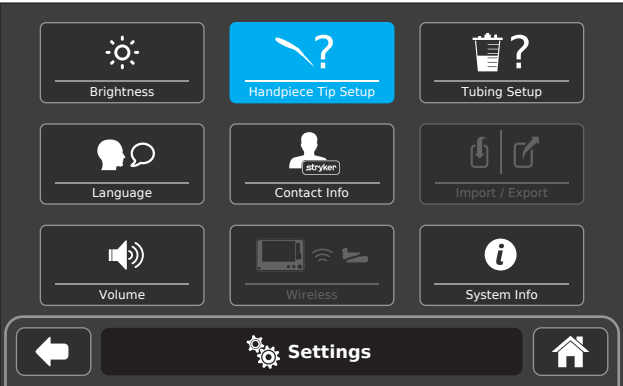 ?
?
Brightness
Handpiece Tip Setup
Tubing Setup
stryker
Language
Contact Info
Import / Export
i
Volume
Wireless
System Info
Settings